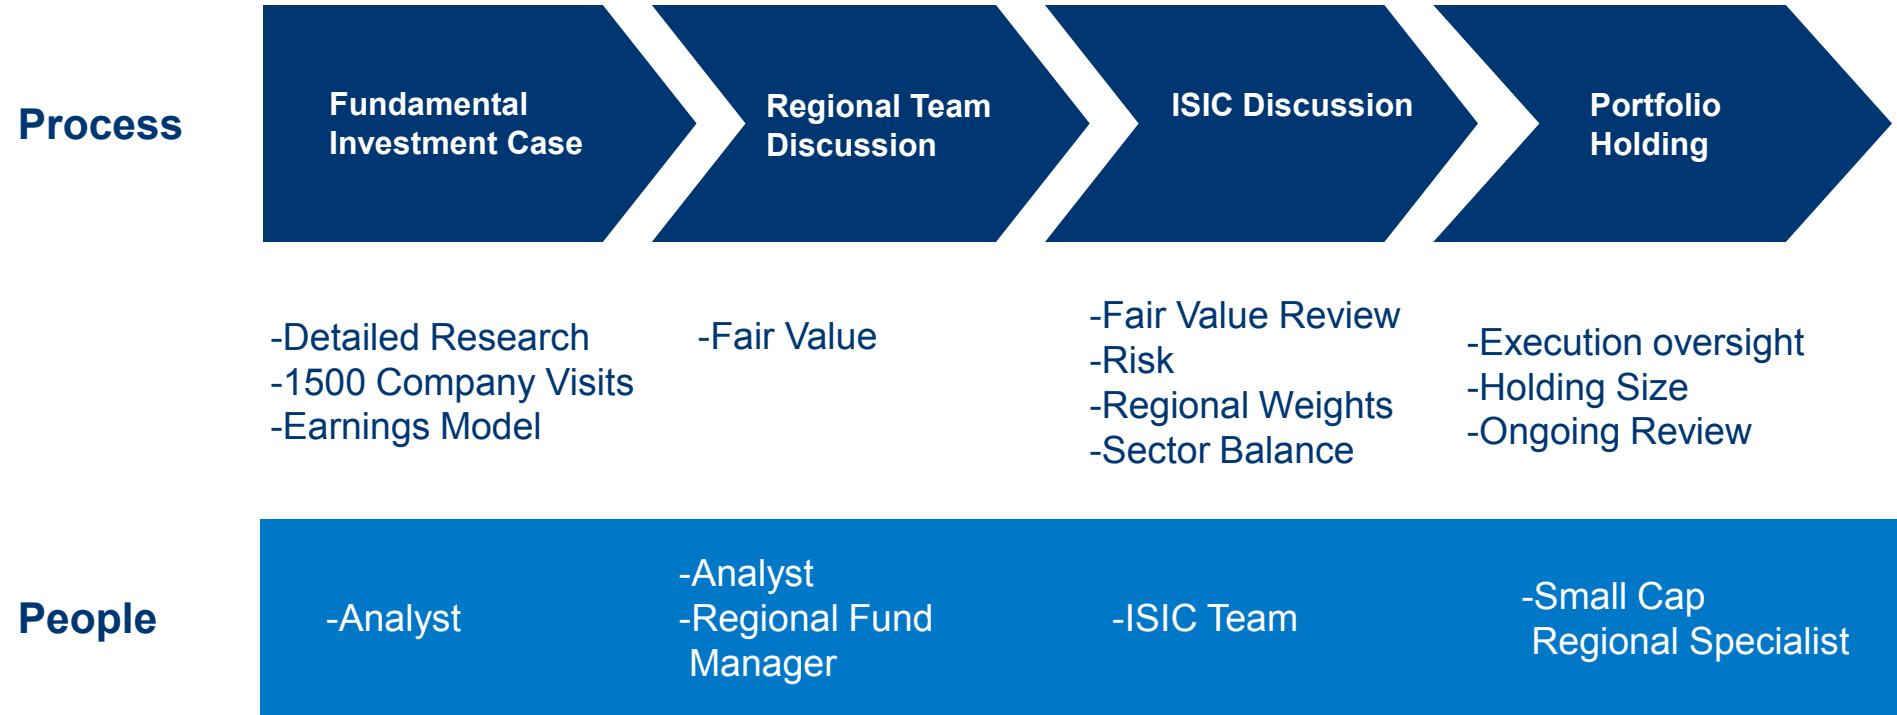 Process
Fundamental
Investment Case
Regional Team
Discussion
ISIC Discussion
Portfolio
Holding
-Detailed Research
-1500 Company Visits
-Earnings Model
-Fair Value
-Fair Value Review
-Risk
-Regional Weights
-Sector Balance
-Execution oversight
-Holding Size
-Ongoing Review
People
-Analyst
-Analyst
-Regional Fund
Manager
-ISIC Team
-Small Cap
Regional Specialist